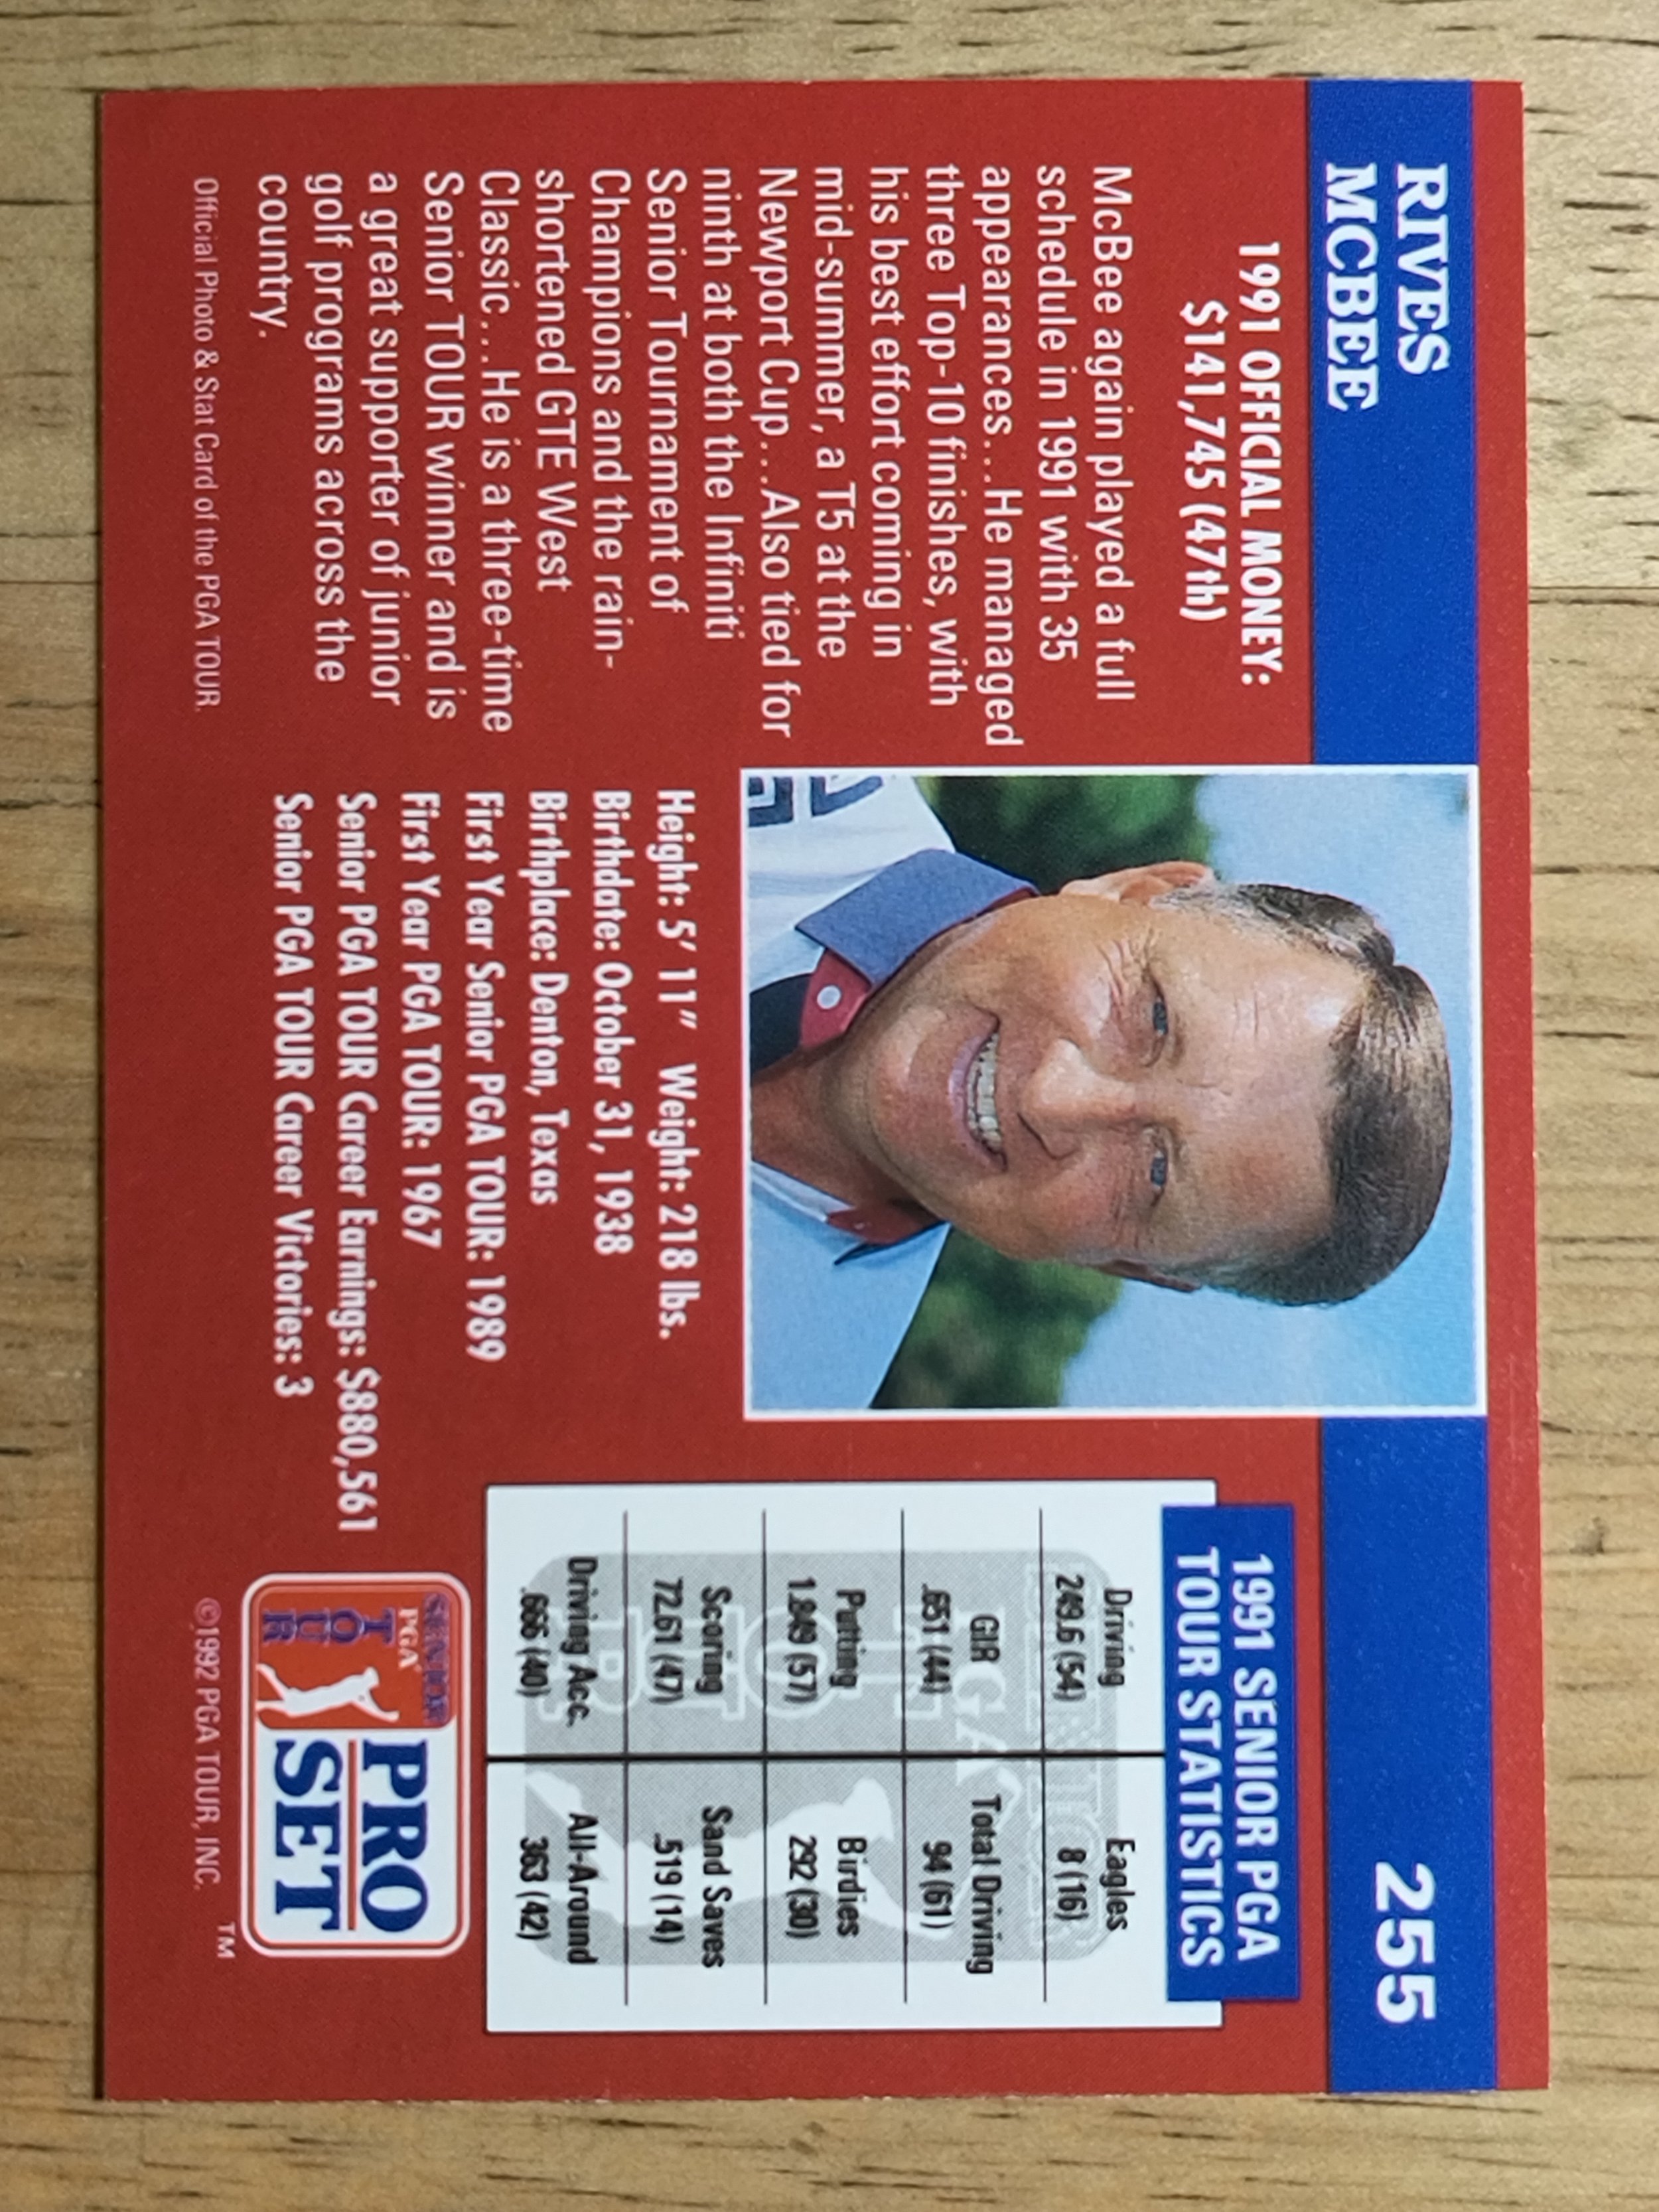 RIVES
MCBEE
255
1991 OFFICIAL MONEY:
$141,745 (47th)
McBee again played a full
schedule in 1991 with 35
appearances...He managed
three Top-10 finishes, with
his best effort coming in
mid-summer, a T5 at the
Newport Cup...Also tied for
ninth at both the Infiniti
Senior Tournament of
Champions and the rain-
shortened GTE West
Classic...He is a three-time
Senior TOUR winner and is
a great supporter of junior
golf programs across the
country.
Official Photo & Stat Card of the PGA TOUR.
Height: 5' 11" Weight: 218 lbs.
Birthdate: October 31, 1938
Birthplace: Denton, Texas
First Year Senior PGA TOUR: 1989
First Year PGA TOUR: 1967
Senior PGA TOUR Career Earnings: $880,561
Senior PGA TOUR Career Victories: 3
1991 SENIOR PGA
TOUR STATISTICS
Driving Eagles
249.6 (54) 8 (16)
GIR Total Driving
.651 (44) 94 (61)
Putting Birdies
1.849 (57) 292 (30)
Scoring Sand Saves
72.61 (47) .519 (14)
Driving Acc. All-Around
.666 (40) 363 (42)
SENIOR
PGA
TOUR
PRO
SET
TM
©1992 PGA TOUR, INC.